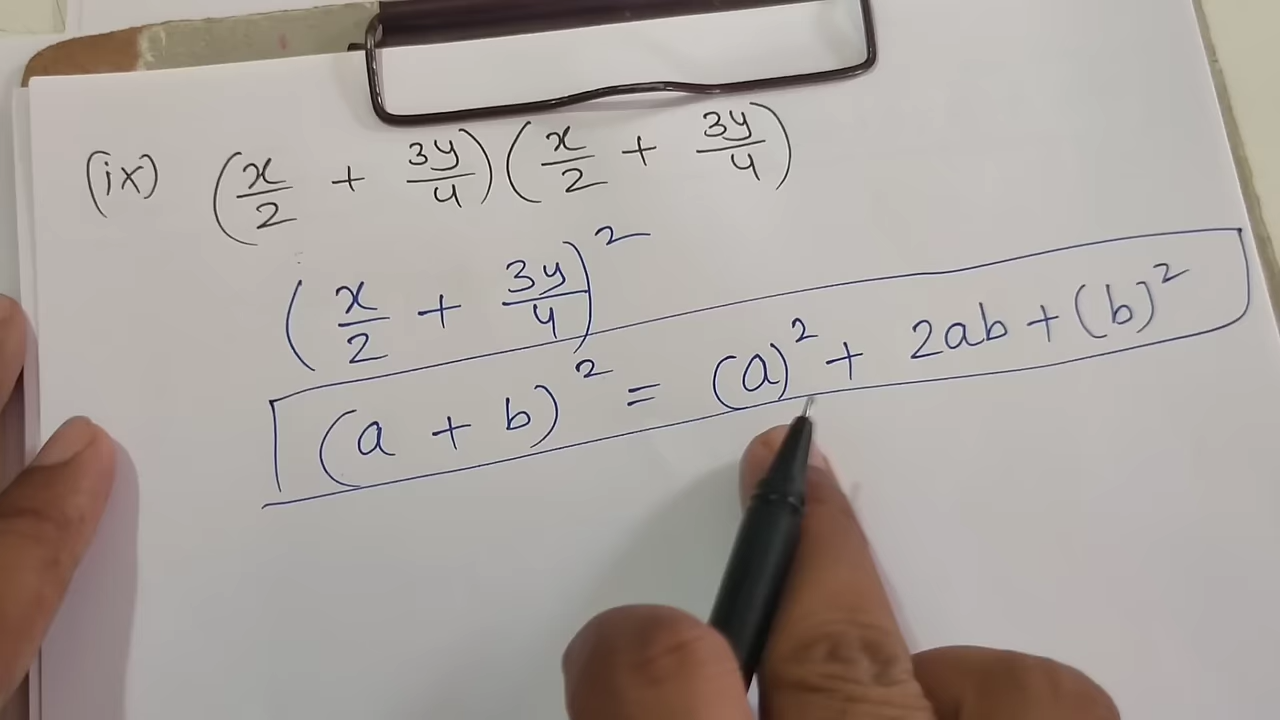 (ix) (x/2 + 3y/4)(x/2 + 3y/4)
(x/2 + 3y/4)²
(a + b)² = (a)² + 2ab + (b)²